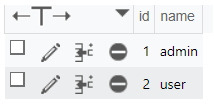 id name
1 admin
2 user